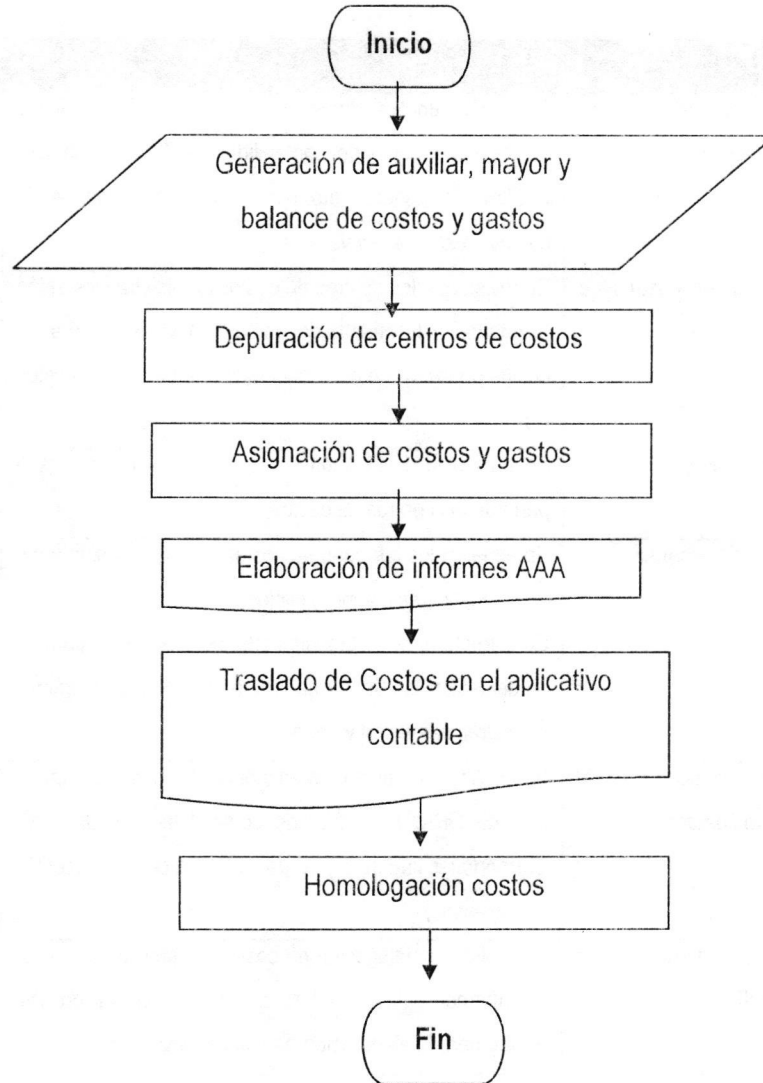 Inicio
Generación de auxiliar, mayor y
balance de costos y gastos
Depuración de centros de costos
Asignación de costos y gastos
Elaboración de informes AAA
Traslado de Costos en el aplicativo
contable
Homologación costos
Fin